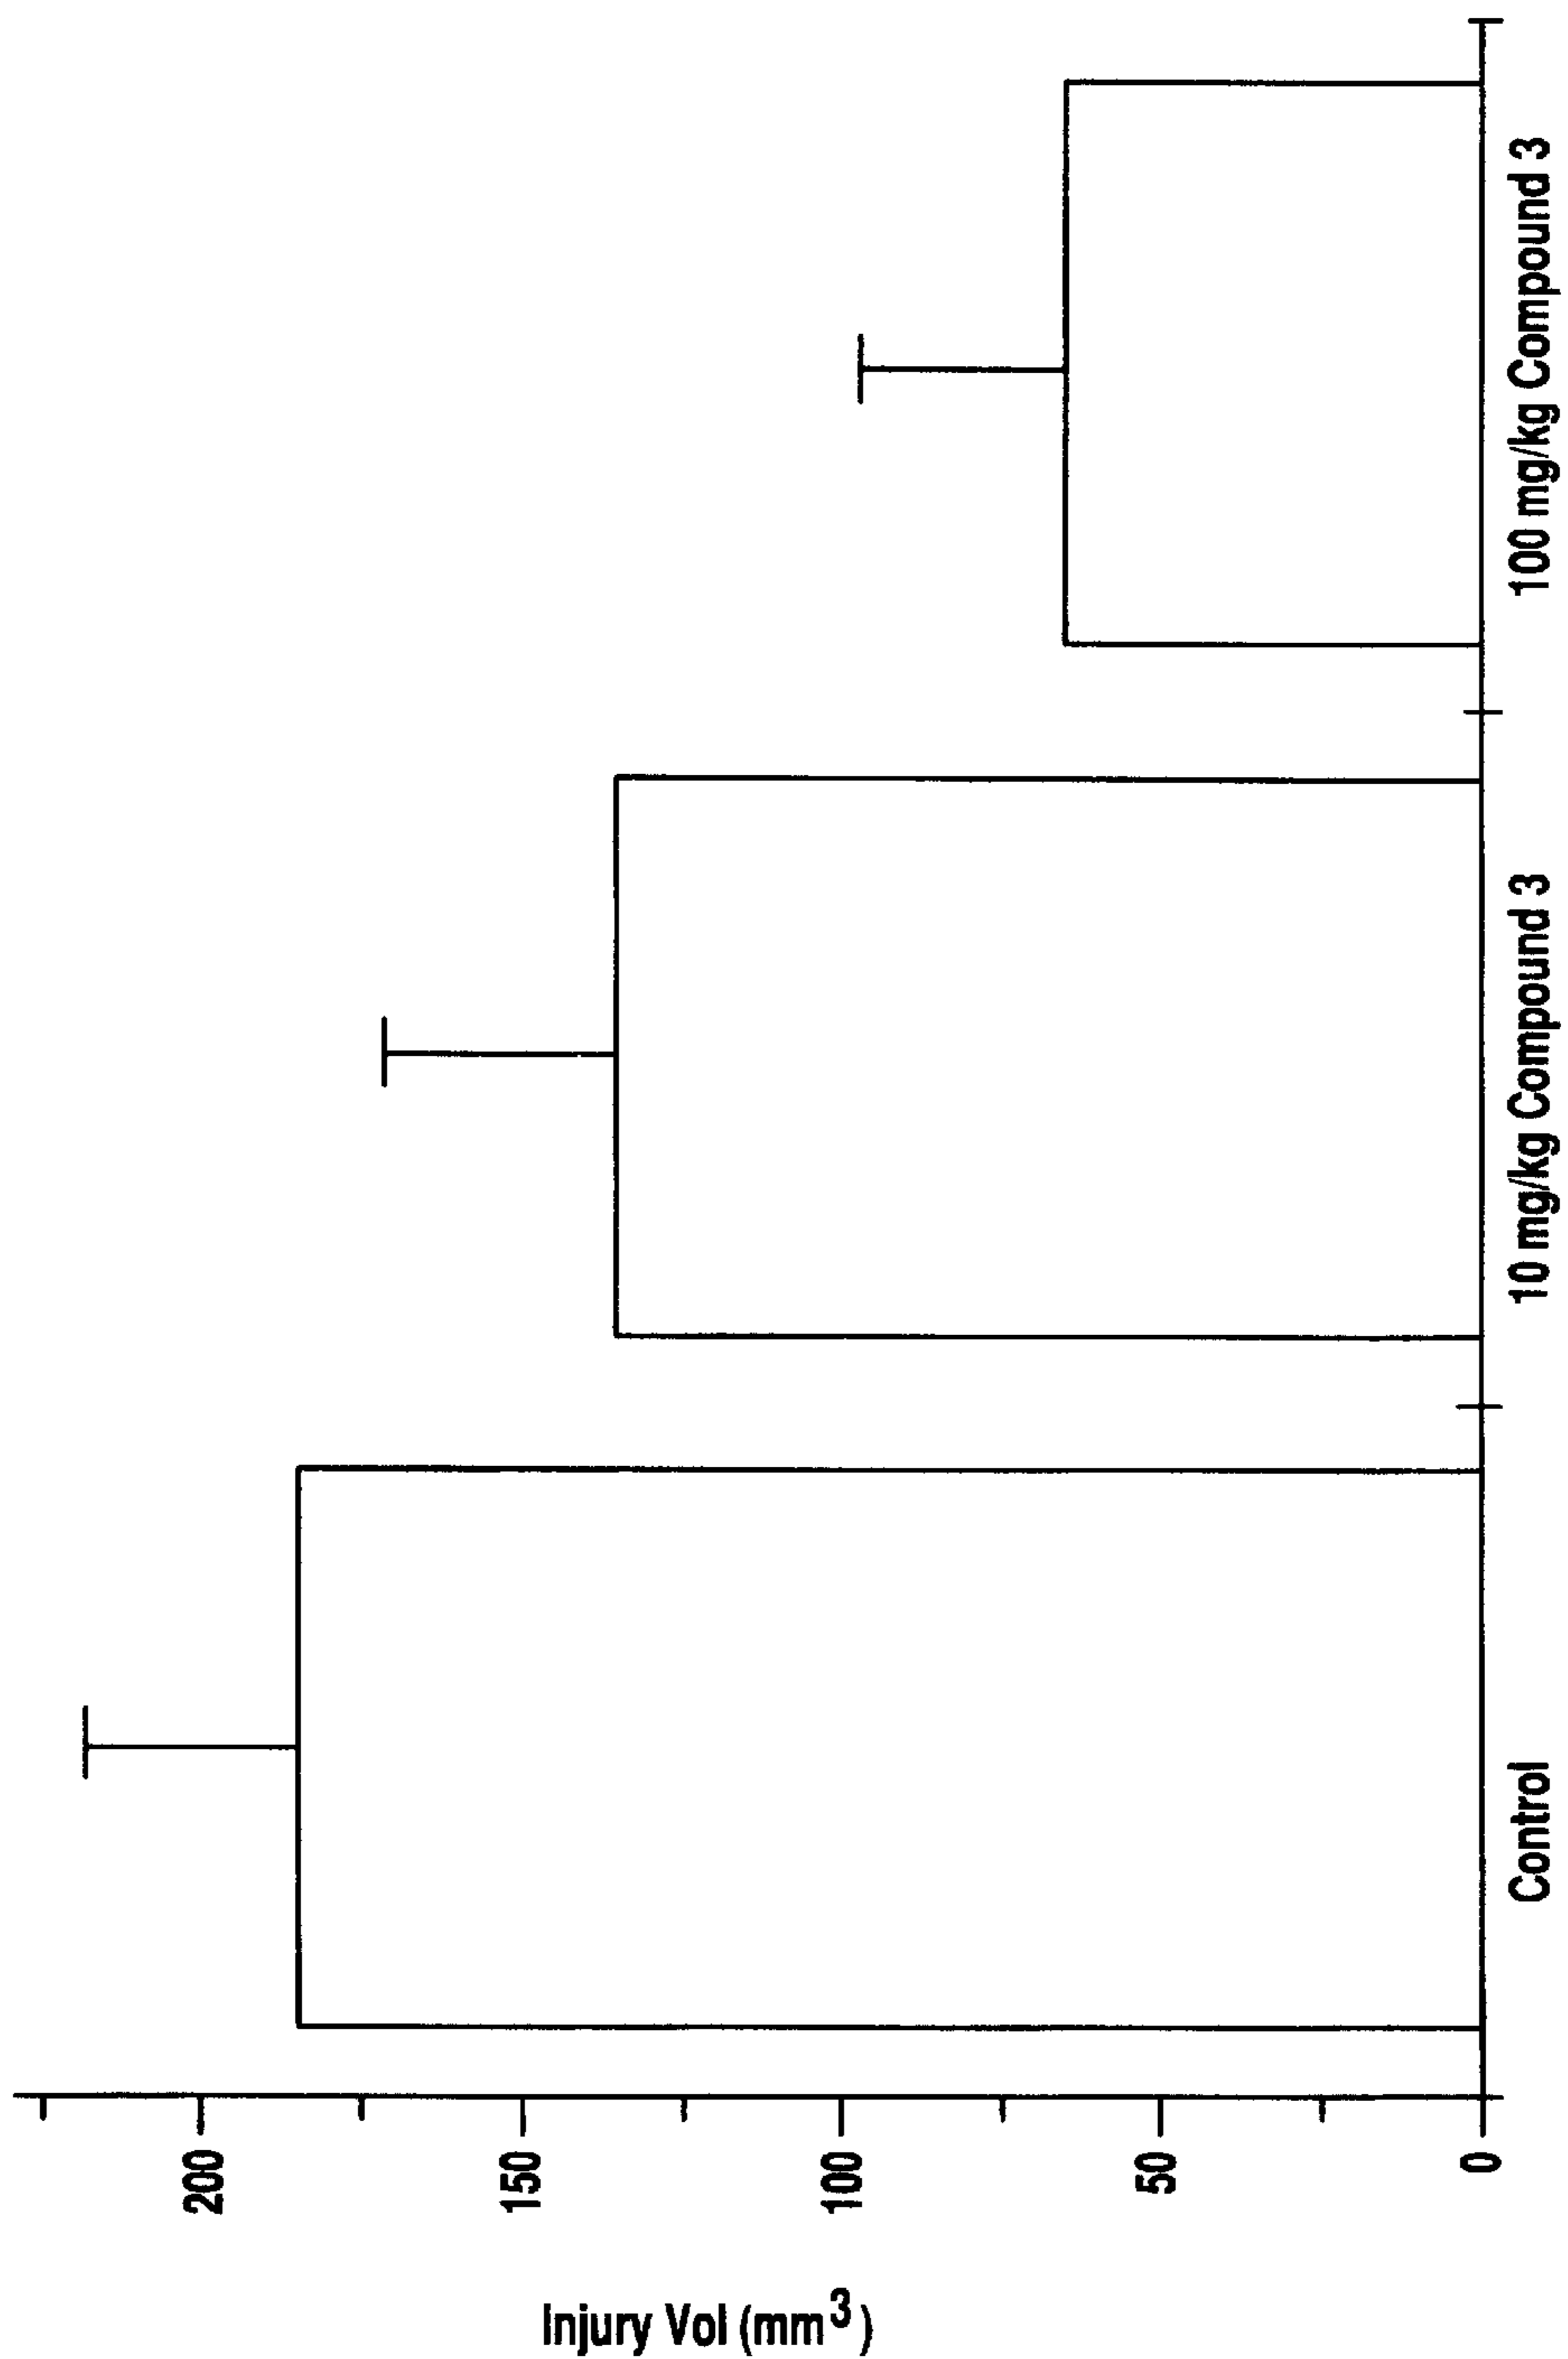 Injury Vol (mm3)
200
150
100
50
0
Control
10 mg/kg Compound 3
100 mg/kg Compound 3